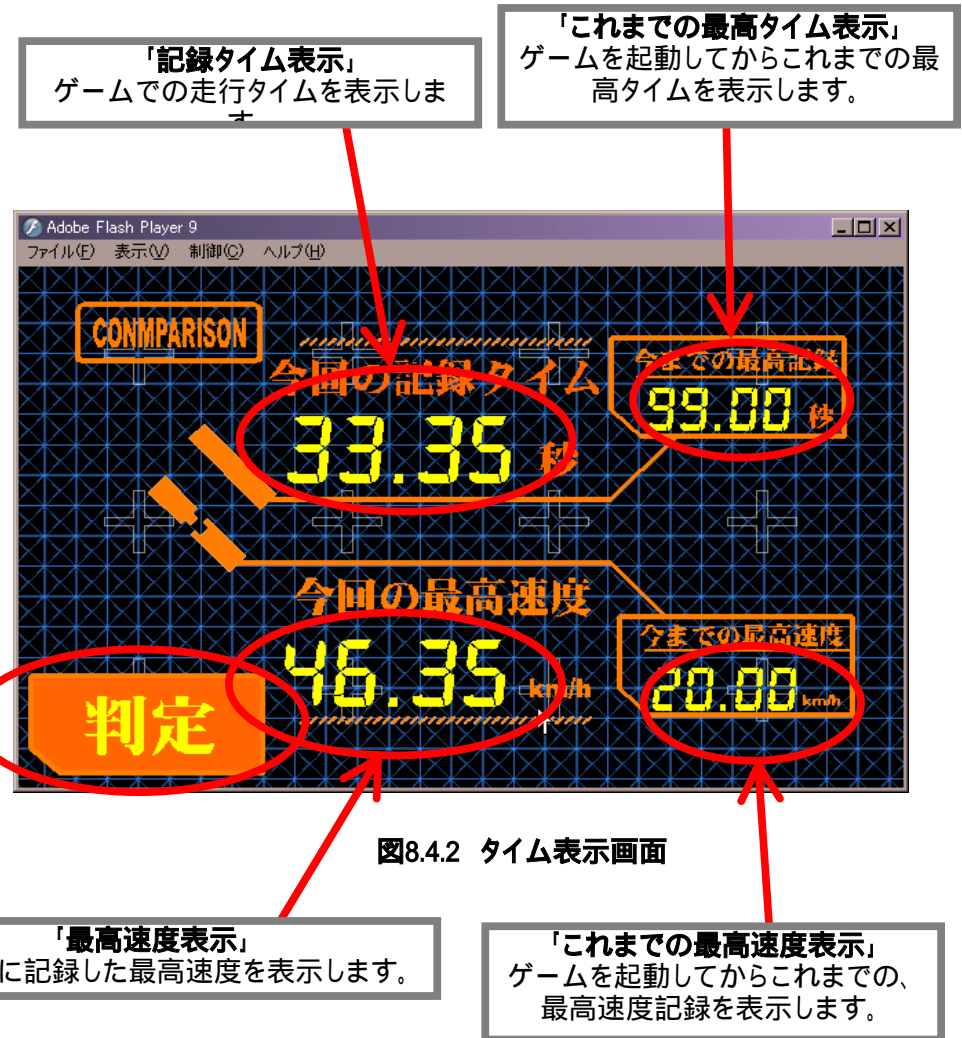 「これまでの最高タイム表示」
ゲームを起動してからこれまでの最
高タイムを表示します。
「記録タイム表示」
ゲームでの走行タイムを表示しま
す
Adobe Flash Player 9
ファイル(F) 表示(V) 制御(C) ヘルプ(H)
CONMPARISON
今回の記録タイム
33.35 秒
今までの最高記録
99.00 秒
今回の最高速度
46.35 km/h
今までの最高速度
20.00 km/h
判定
図8.4.2 タイム表示画面
「最高速度表示」
に記録した最高速度を表示します。
「これまでの最高速度表示」
ゲームを起動してからこれまでの、
最高速度記録を表示します。